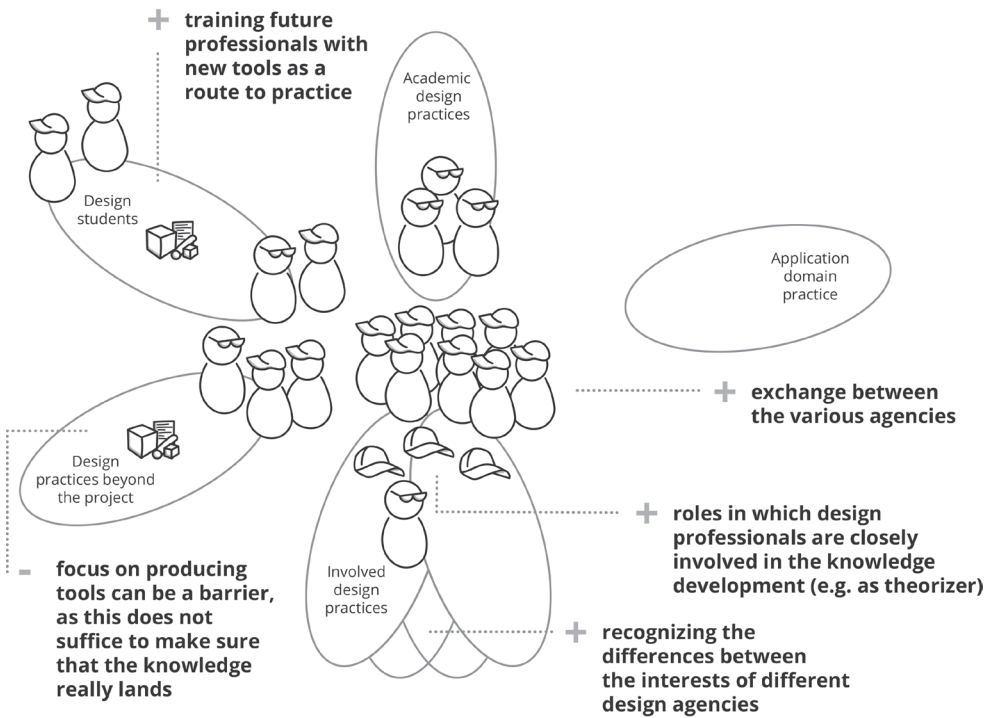 + training future
professionals with
new tools as a
route to practice
Academic
design
practices
Design
students
Application
domain
practice
+ exchange between
the various agencies
Design
practices beyond
the project
- focus on producing
tools can be a barrier,
as this does not
suffice to make sure
that the knowledge
really lands
Involved
design
practices
+ roles in which design
professionals are closely
involved in the knowledge
development (e.g. as theorizer)
+ recognizing the
differences between
the interests of different
design agencies